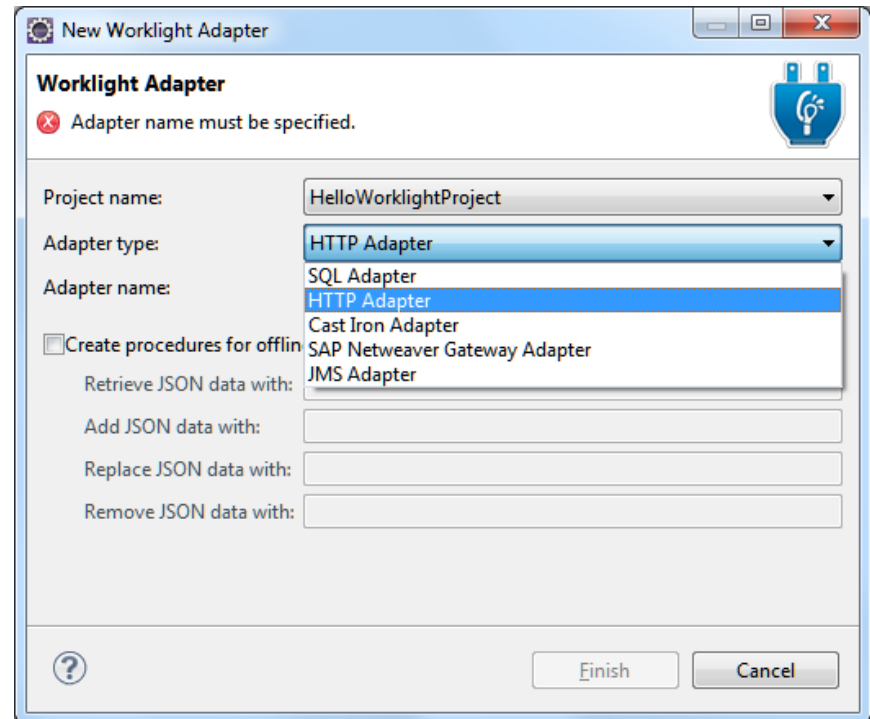 New Worklight Adapter
Worklight Adapter
Adapter name must be specified.
Project name:
HelloWorklightProject
Adapter type:
HTTP Adapter
Adapter name:
SQL Adapter
HTTP Adapter
Cast Iron Adapter
SAP Netweaver Gateway Adapter
JMS Adapter
Create procedures for offlin
Retrieve JSON data with:
Add JSON data with:
Replace JSON data with:
Remove JSON data with:
?
Finish
Cancel